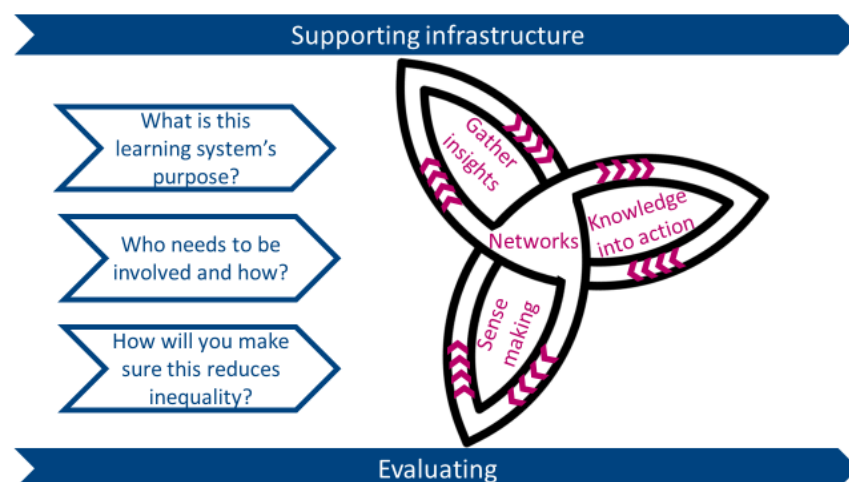 Supporting infrastructure
What is this
learning system's
purpose?
Who needs to be
involved and how?
How will you make
sure this reduces
inequality?
Gather
insights
Knowledge
into action
Networks
Sense
making
Evaluating